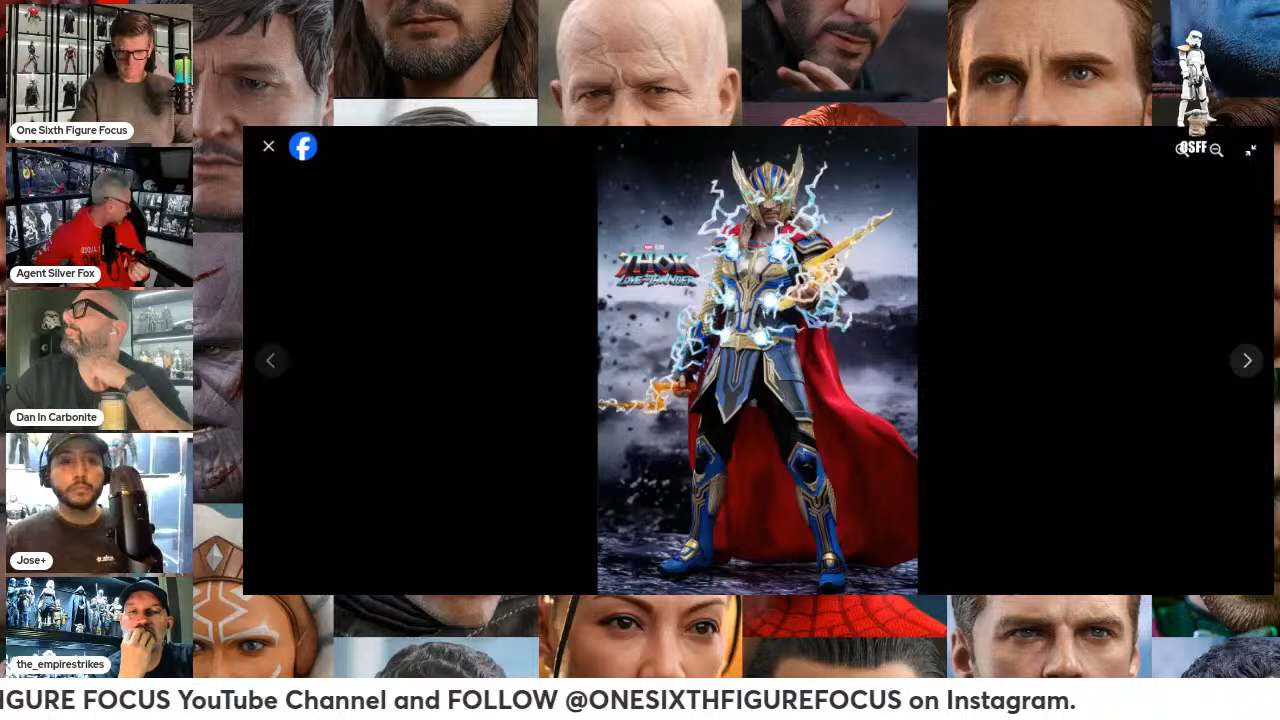 One Sixth Figure Focus
Agent Silver Fox
Dan In Carbonite
Jose+
the_empirestrikes
OSFF
THOR
LOVE AND THUNDER
IGURE FOCUS YouTube Channel and FOLLOW @ONESIXTHFIGUREFOCUS on Instagram.